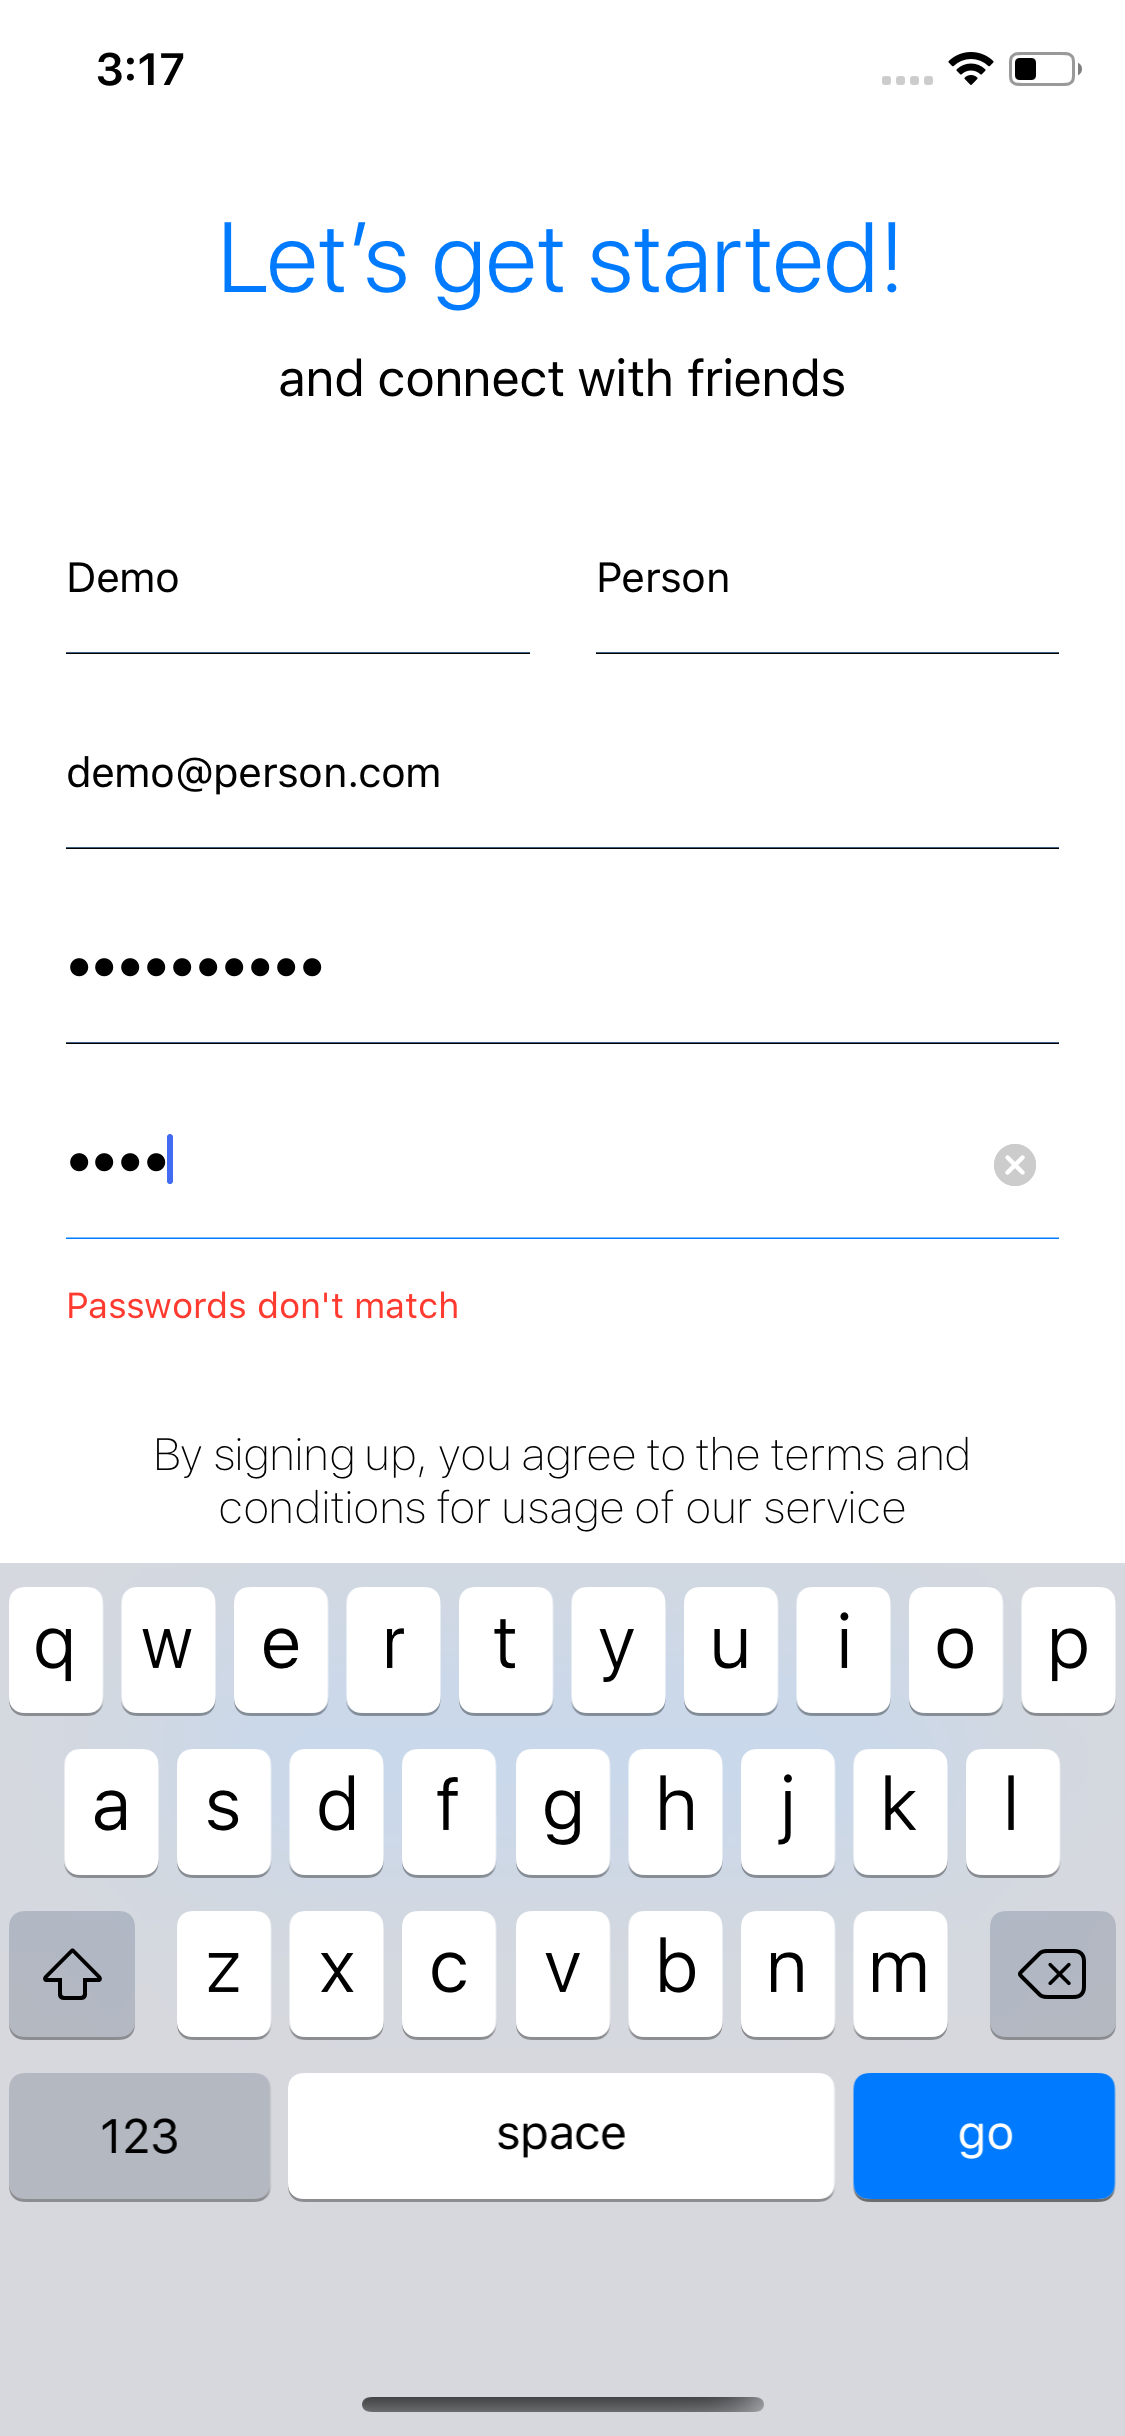 3:17
Let’s get started!
and connect with friends
Demo Person
demo@person.com
••••••••••
••••
Passwords don't match
By signing up, you agree to the terms and
conditions for usage of our service
q w e r t y u i o p
a s d f g h j k l
z x c v b n m
123 space go